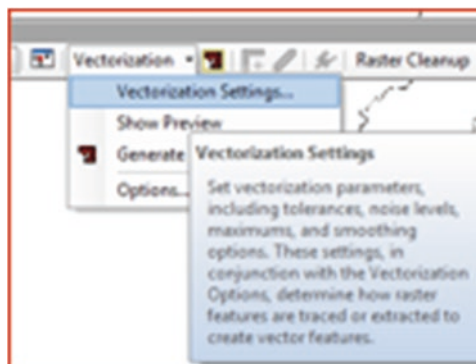 Vectorization Raster Cleanup
Vectorization Settings...
Show Preview
Generate
Options...
Vectorization Settings
Set vectorization parameters,
including tolerances, noise levels,
maximums, and smoothing
options. These settings, in
conjunction with the Vectorization
Options, determine how raster
features are traced or extracted to
create vector features.